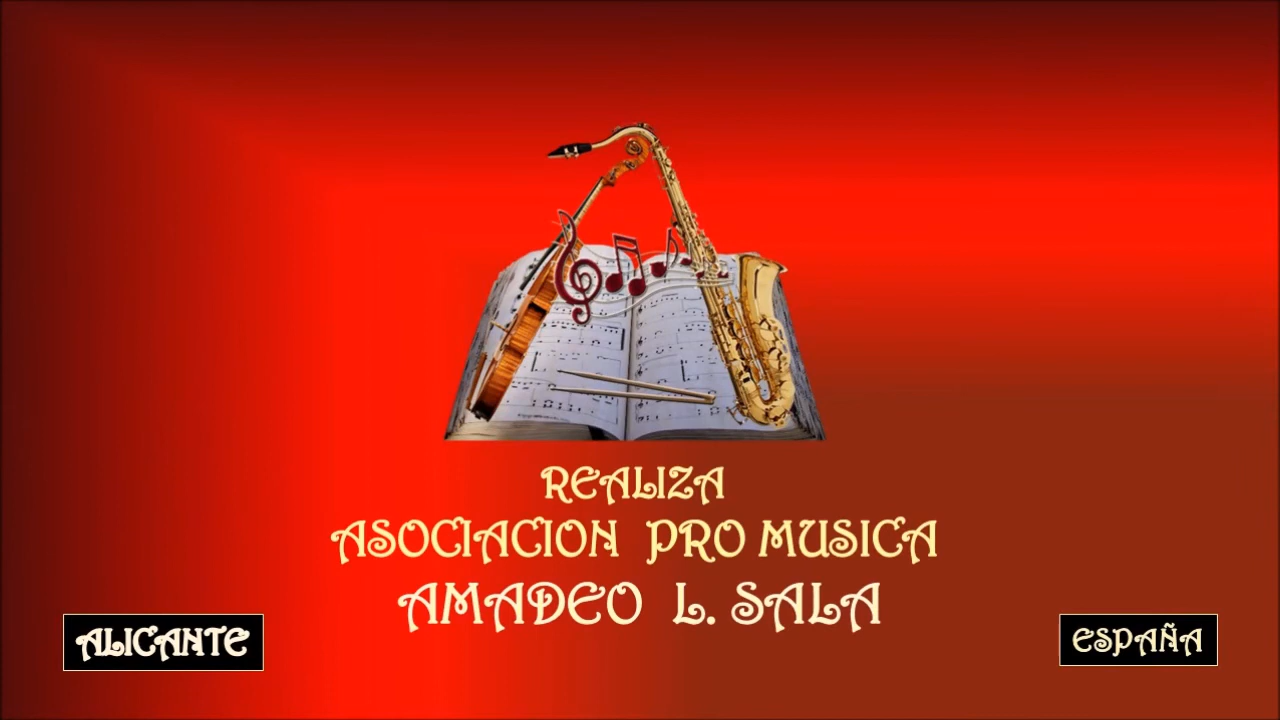 REALIZA
ASOCIACION PRO MUSICA
AMADEO L. SALA
ALICANTE
ESPAÑA